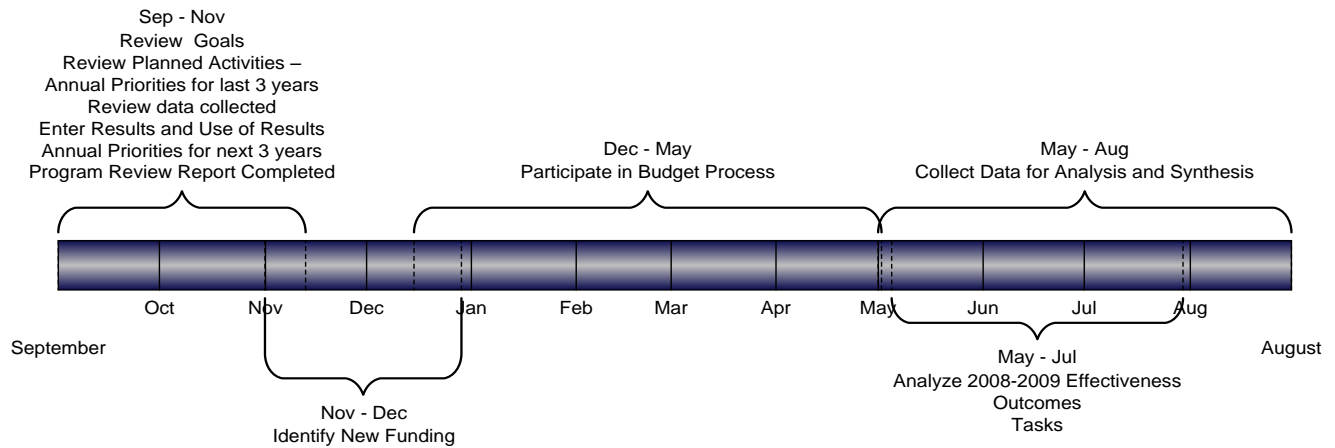 Sep - Nov
Review Goals
Review Planned Activities –
Annual Priorities for last 3 years
Review data collected
Enter Results and Use of Results
Annual Priorities for next 3 years
Program Review Report Completed
Dec - May
Participate in Budget Process
May - Aug
Collect Data for Analysis and Synthesis
Oct
Nov
Dec
Jan
Feb
Mar
Apr
May
Jun
Jul
Aug
September
August
Nov - Dec
Identify New Funding
May - Jul
Analyze 2008-2009 Effectiveness
Outcomes
Tasks